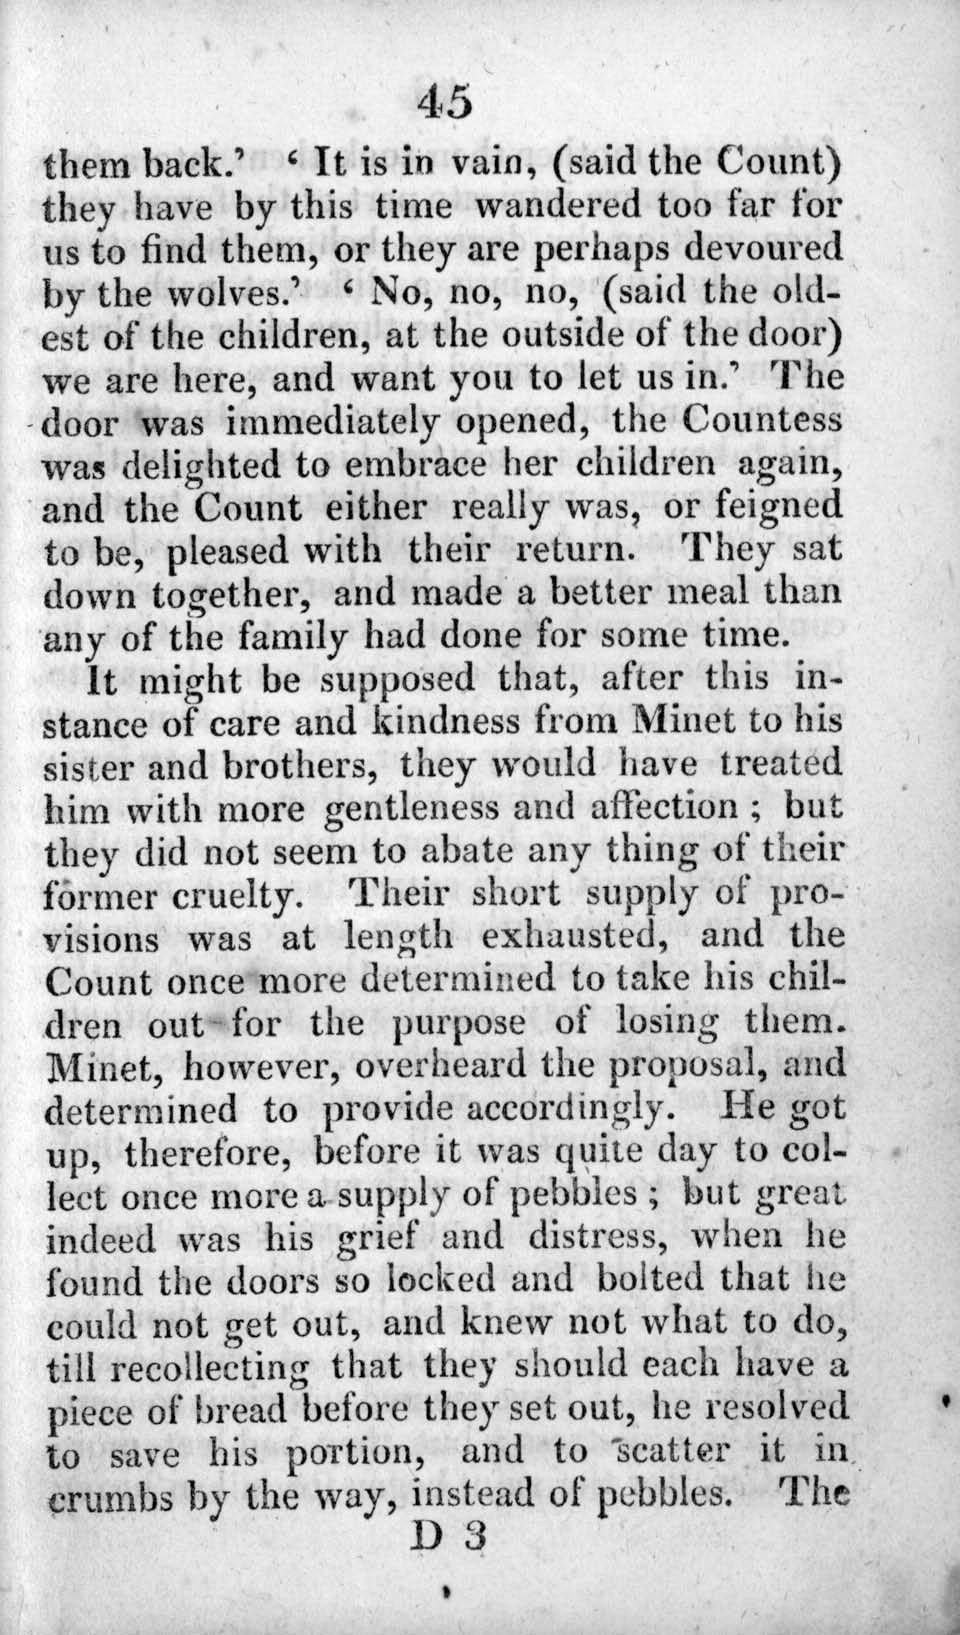 45
them back.’ ‘ It is in vain, (said the Count)
they have by this time wandered too far for
us to find them, or they are perhaps devoured
by the wolves.’ ‘ No, no, no, (said the old-
est of the children, at the outside of the door)
we are here, and want you to let us in.’ The
door was immediately opened, the Countess
was delighted to embrace her children again,
and the Count either really was, or feigned
to be, pleased with their return. They sat
down together, and made a better meal than
any of the family had done for some time.
It might be supposed that, after this in-
stance of care and kindness from Minet to his
sister and brothers, they would have treated
him with more gentleness and affection ; but
they did not seem to abate any thing of their
former cruelty. Their short supply of pro-
visions was at length exhausted, and the
Count once more determined to take his chil-
dren out for the purpose of losing them.
Minet, however, overheard the proposal, and
determined to provide accordingly. He got
up, therefore, before it was quite day to col-
lect once more a supply of pebbles ; but great
indeed was his grief and distress, when he
found the doors so locked and bolted that he
could not get out, and knew not what to do,
till recollecting that they should each have a
piece of bread before they set out, he resolved
to save his portion, and to scatter it in
crumbs by the way, instead of pebbles. The
D 3